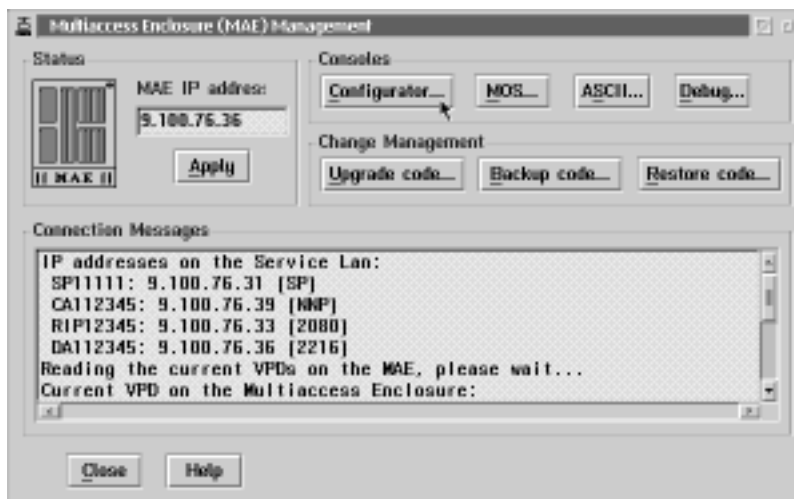 Multiaccess Enclosure (MAE) Management
Status
MAE IP addres:
9.100.76.36
Apply
|| MAE ||
Consoles
Configurator... MOS... ASCII... Debug...
Change Management
Upgrade code... Backup code... Restore code...
Connection Messages
IP addresses on the Service Lan:
SP11111: 9.100.76.31 [SP]
CA112345: 9.100.76.39 [NNP]
RIP12345: 9.100.76.33 [2080]
DA112345: 9.100.76.36 [2216]
Reading the current VPDs on the MAE, please wait...
Current VPD on the Multiaccess Enclosure:
Close Help